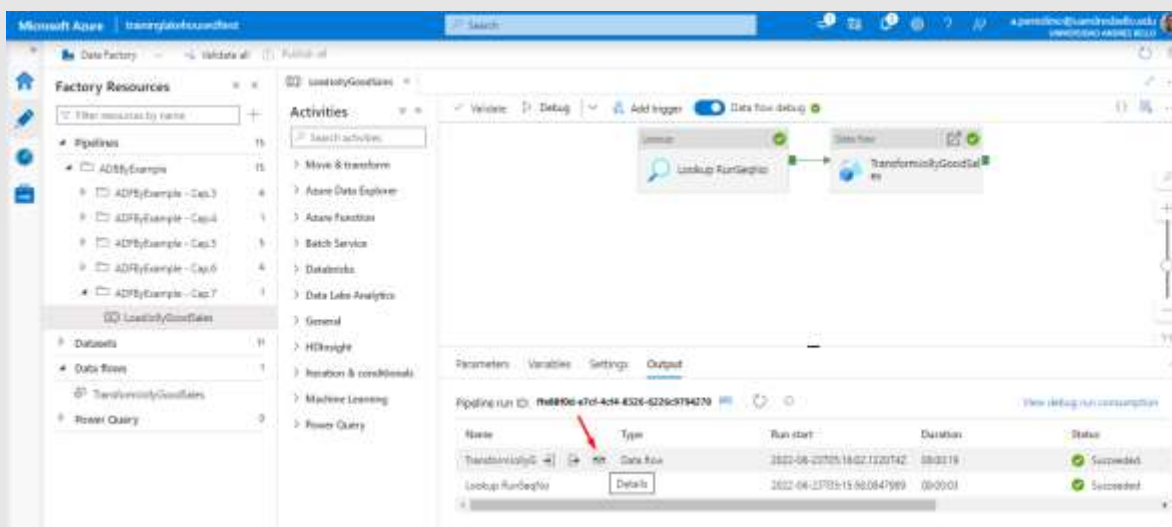 Microsoft Azure | traininglakehousedtest
Search
UNIVERSIDAD ANDRES BELLO
Data Factory
Validate all
Publish all
Factory Resources
Filter resources by name
Pipelines 15
ADFByExample 15
ADFByExample - Cap.3 4
ADFByExample - Cap.4 1
ADFByExample - Cap.5 5
ADFByExample - Cap.6 4
ADFByExample - Cap.7 1
LoadJollyGoodSales
Datasets 11
Data flows 1
TransformJollyGoodSales
Power Query 0
LoadJollyGoodSales
Activities
Search activities
Move & transform
Azure Data Explorer
Azure Function
Batch Service
Databricks
Data Lake Analytics
General
HDInsight
Iteration & conditionals
Machine Learning
Power Query
Validate Debug Add trigger Data flow debug
Lookup
Lookup RunSeqNo
Data flow
TransformJollyGoodSal
es
Parameters Variables Settings Output
Pipeline run ID:
View debug run consumption
Name Type Run start Duration Status
TransformJollyG Data flow 00:00:19 Succeeded
Lookup RunSeqNo 00:00:03 Succeeded
Details